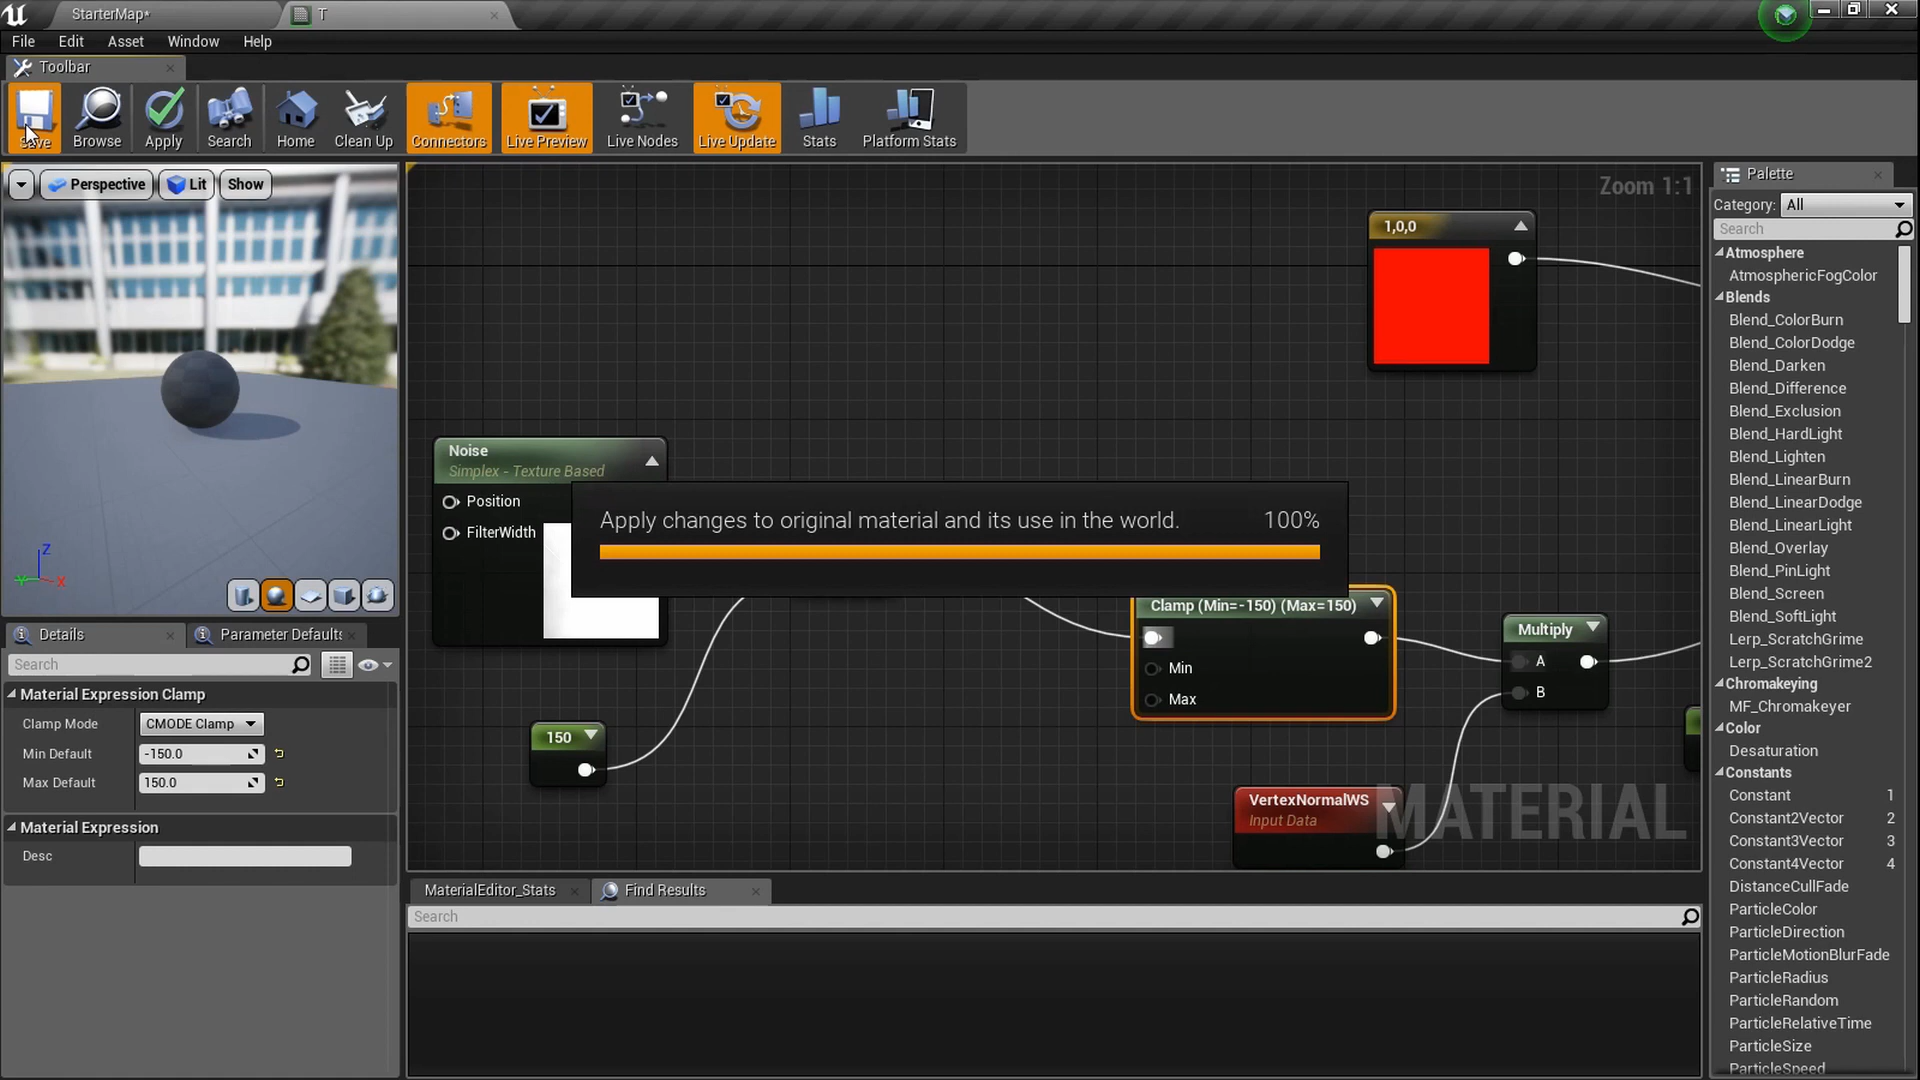 StarterMap*
T
File
Edit
Asset
Window
Help
Toolbar
Save
Browse
Apply
Search
Home
Clean Up
Connectors
Live Preview
Live Nodes
Live Update
Stats
Platform Stats
Perspective
Lit
Show
Z
Y
X
Zoom 1:1
1,0,0
Noise
Simplex - Texture Based
Position
FilterWidth
Apply changes to original material and its use in the world.
100%
Clamp (Min=-150) (Max=150)
Min
Max
Multiply
A
B
150
VertexNormalWS
Input Data
MATERIAL
Details
Parameter Defaults
Search
Material Expression Clamp
Clamp Mode
CMODE Clamp
Min Default
-150.0
Max Default
150.0
Material Expression
Desc
MaterialEditor_Stats
Find Results
Search
Palette
Category:
All
Search
Atmosphere
AtmosphericFogColor
Blends
Blend_ColorBurn
Blend_ColorDodge
Blend_Darken
Blend_Difference
Blend_Exclusion
Blend_HardLight
Blend_Lighten
Blend_LinearBurn
Blend_LinearDodge
Blend_LinearLight
Blend_Overlay
Blend_PinLight
Blend_Screen
Blend_SoftLight
Lerp_ScratchGrime
Lerp_ScratchGrime2
Chromakeying
MF_Chromakeyer
Color
Desaturation
Constants
Constant 1
Constant2Vector 2
Constant3Vector 3
Constant4Vector 4
DistanceCullFade
ParticleColor
ParticleDirection
ParticleMotionBlurFade
ParticleRadius
ParticleRandom
ParticleRelativeTime
ParticleSize
ParticleSpeed